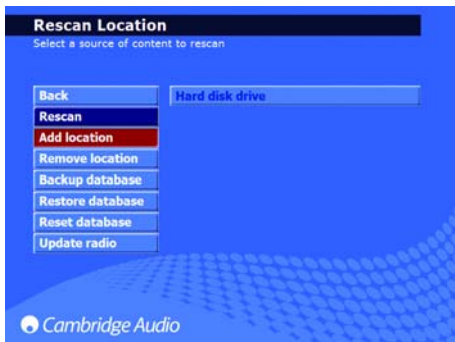 Rescan Location
Select a source of content to rescan
Back
Hard disk drive
Rescan
Add location
Remove location
Backup database
Restore database
Reset database
Update radio
Cambridge Audio